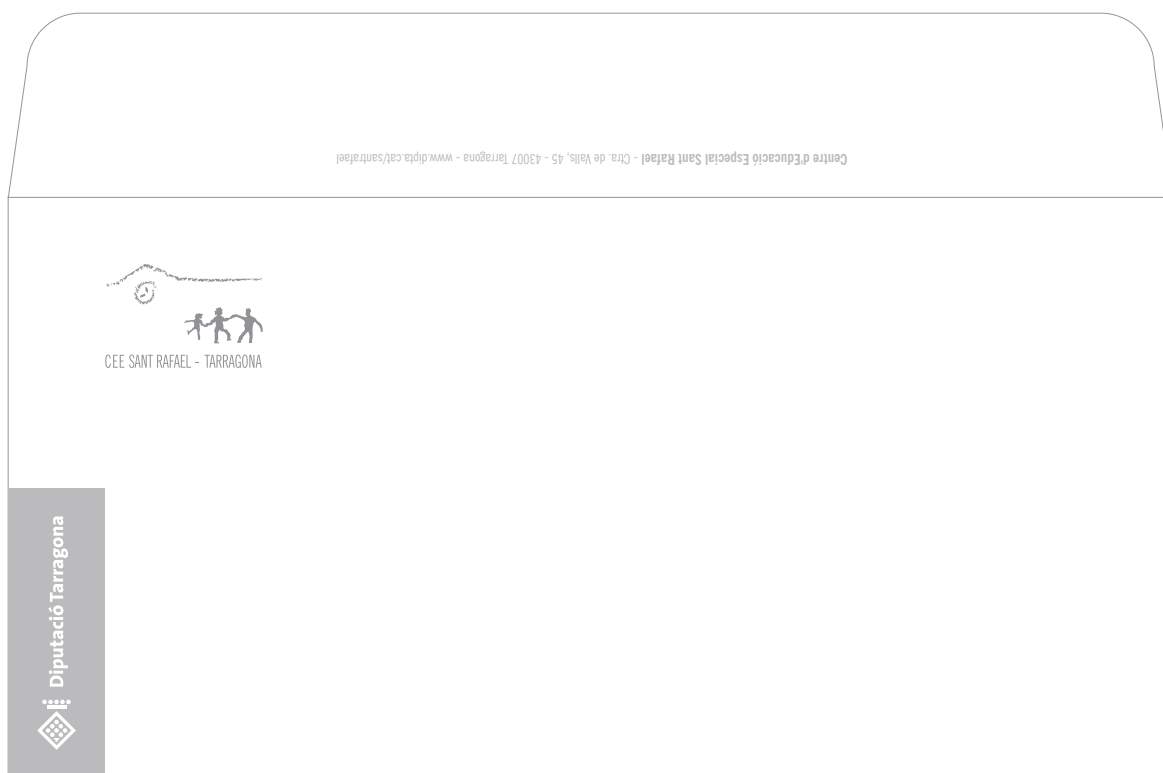 Centre d'Educació Especial Sant Rafael - Ctra. de Valls, 45 - 43007 Tarragona - www.dipta.cat/santrafael
CEE SANT RAFAEL - TARRAGONA
Diputació Tarragona